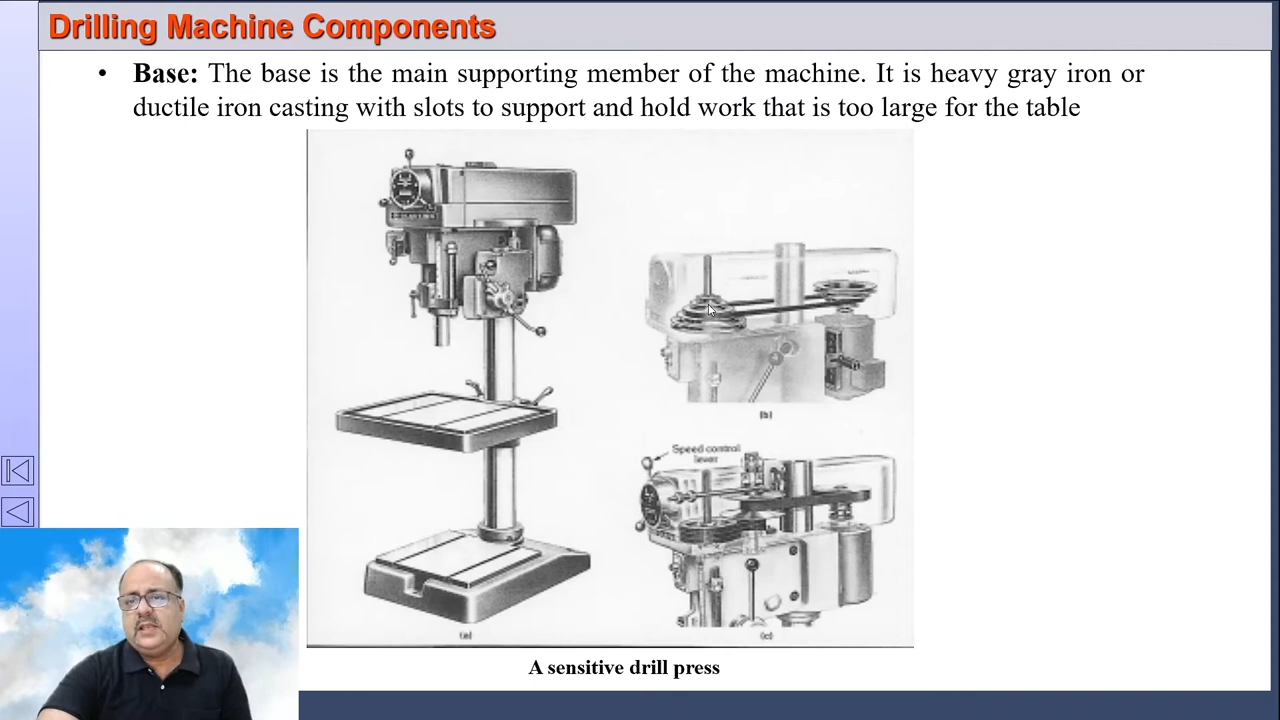 Drilling Machine Components
• Base: The base is the main supporting member of the machine. It is heavy gray iron or
ductile iron casting with slots to support and hold work that is too large for the table
(b)
Speed control
lever
(a)
(c)
A sensitive drill press